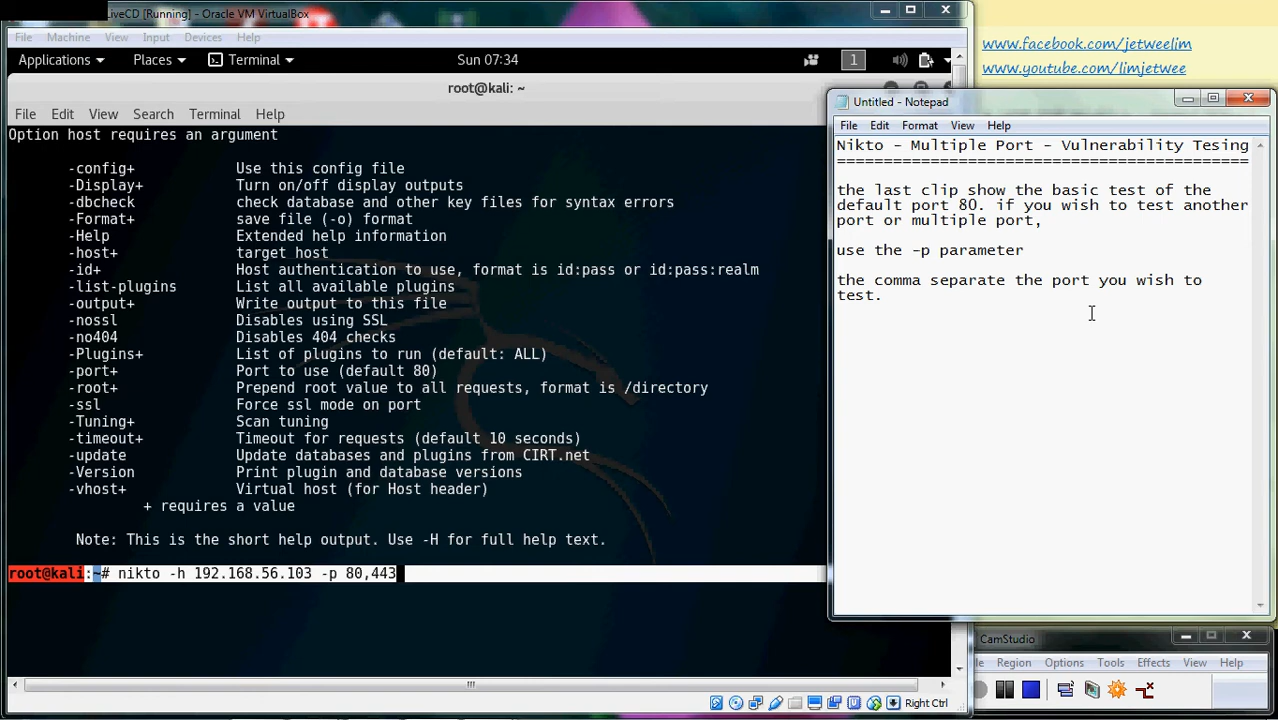 LiveCD [Running] - Oracle VM VirtualBox
File Machine View Input Devices Help
Applications Places Terminal Sun 07:34 1
root@kali: ~
File Edit View Search Terminal Help
Option host requires an argument
-config+ Use this config file
-Display+ Turn on/off display outputs
-dbcheck check database and other key files for syntax errors
-Format+ save file (-o) format
-Help Extended help information
-host+ target host
-id+ Host authentication to use, format is id:pass or id:pass:realm
-list-plugins List all available plugins
-output+ Write output to this file
-nossl Disables using SSL
-no404 Disables 404 checks
-Plugins+ List of plugins to run (default: ALL)
-port+ Port to use (default 80)
-root+ Prepend root value to all requests, format is /directory
-ssl Force ssl mode on port
-Tuning+ Scan tuning
-timeout+ Timeout for requests (default 10 seconds)
-update Update databases and plugins from CIRT.net
-Version Print plugin and database versions
-vhost+ Virtual host (for Host header)
+ requires a value
Note: This is the short help output. Use -H for full help text.
root@kali:~# nikto -h 192.168.56.103 -p 80,443
Right Ctrl
www.facebook.com/jetweelim
www.youtube.com/limjetwee
Untitled - Notepad
File Edit Format View Help
Nikto - Multiple Port - Vulnerability Tesing
============================================
the last clip show the basic test of the
default port 80. if you wish to test another
port or multiple port,
use the -p parameter
the comma separate the port you wish to
test.
CamStudio
Region Options Tools Effects View Help